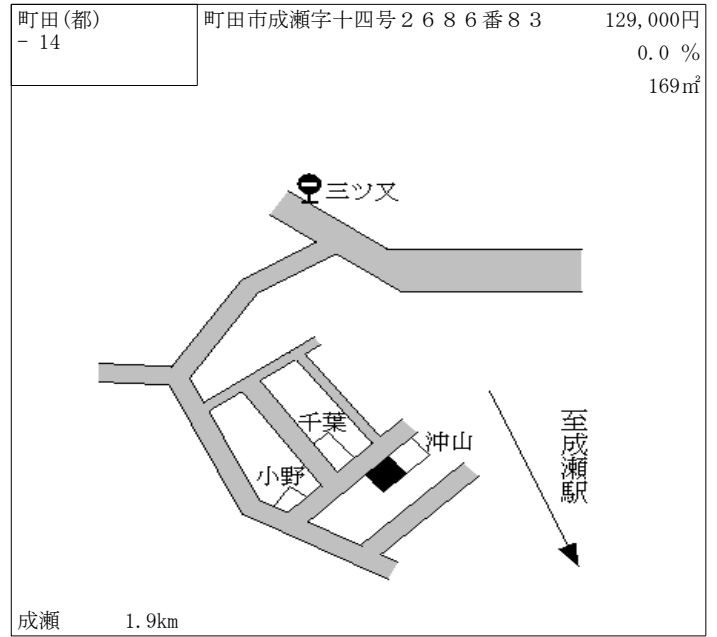 町田(都)
- 14
町田市成瀬字十四号2686番83
129,000円
0.0 %
169㎡
三ツ又
千葉
沖山
小野
至成瀬駅
成瀬 1.9km